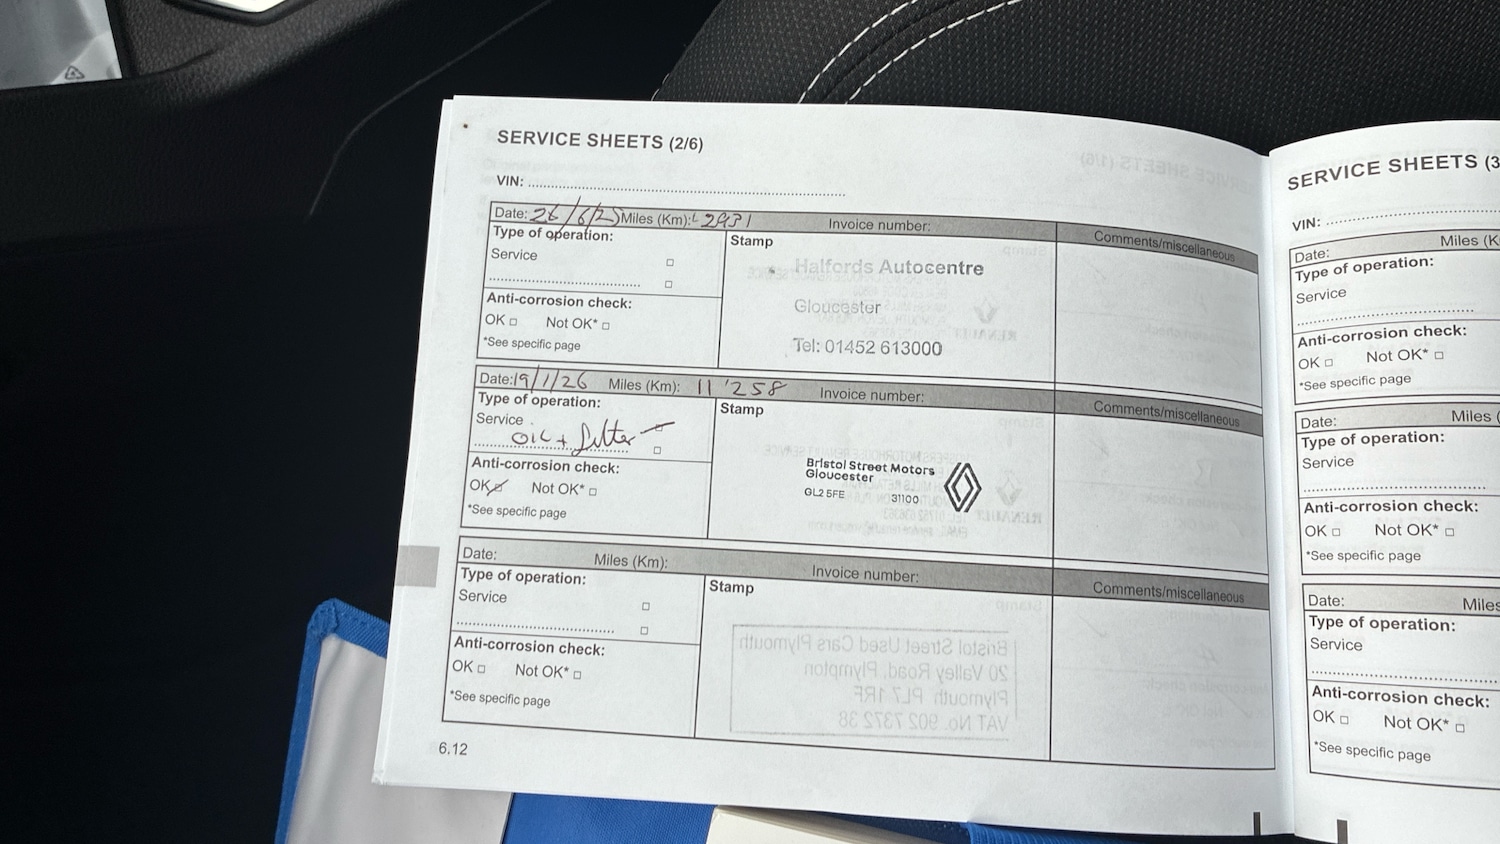 SERVICE SHEETS (2/6)
VIN:
Date: 26/6/25 Miles (Km): 2931 Invoice number: Comments/miscellaneous
Type of operation:
Service
Anti-corrosion check:
OK Not OK*
*See specific page
Stamp
Halfords Autocentre
Gloucester
Tel: 01452 613000
Date: 19/1/26 Miles (Km): 11'258 Invoice number: Comments/miscellaneous
Type of operation:
Service
OIL + filter
Anti-corrosion check:
OK Not OK*
*See specific page
Stamp
Bristol Street Motors
Gloucester
GL2 5FE 31100
Date: Miles (Km): Invoice number: Comments/miscellaneous
Type of operation:
Service
Anti-corrosion check:
OK Not OK*
*See specific page
Stamp
6.12
SERVICE SHEETS (3
VIN:
Date: Miles (K
Type of operation:
Service
Anti-corrosion check:
OK Not OK*
*See specific page
Date: Miles (
Type of operation:
Service
Anti-corrosion check:
OK Not OK*
*See specific page
Date: Miles
Type of operation:
Service
Anti-corrosion check:
OK Not OK*
*See specific page